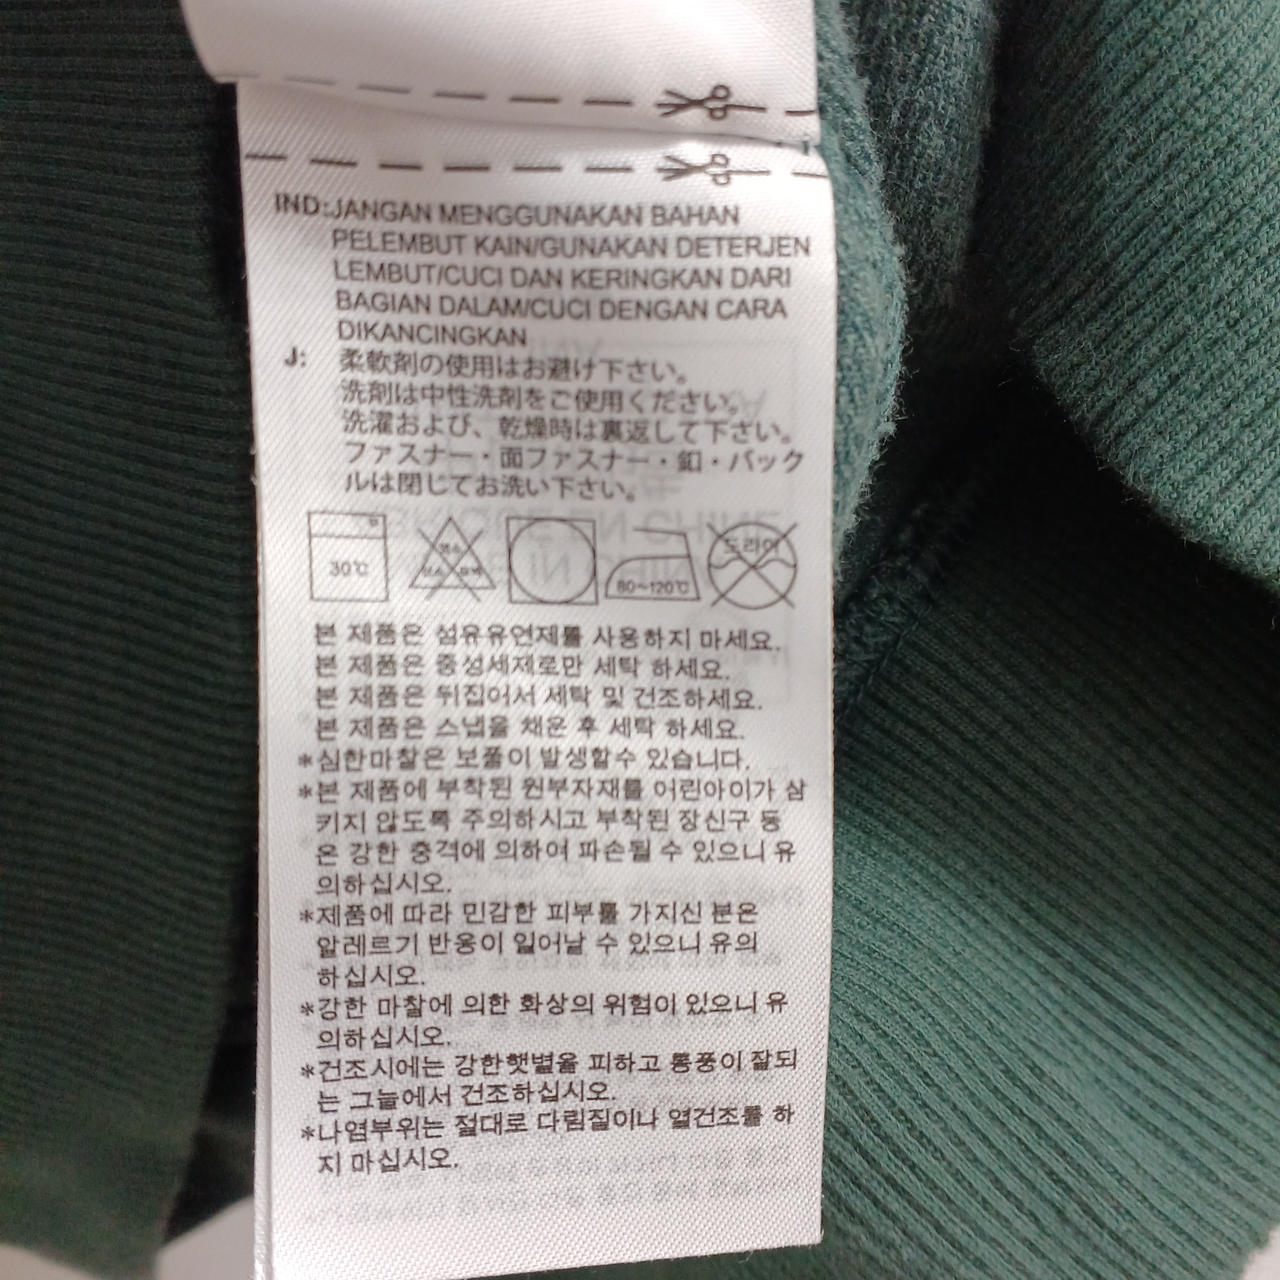 IND:JANGAN MENGGUNAKAN BAHAN
PELEMBUT KAIN/GUNAKAN DETERJEN
LEMBUT/CUCI DAN KERINGKAN DARI
BAGIAN DALAM/CUCI DENGAN CARA
DIKANCINGKAN
J: 柔軟剤の使用はお避け下さい。
洗剤は中性洗剤をご使用ください。
洗濯および、乾燥時は裏返して下さい。
ファスナー・面ファスナー・釦・バック
ルは閉じてお洗い下さい。
30℃
80~120℃
드라이
본 제품은 섬유유연제를 사용하지 마세요.
본 제품은 중성세제로만 세탁 하세요.
본 제품은 뒤집어서 세탁 및 건조하세요.
본 제품은 스냅을 채운 후 세탁 하세요.
*심한마찰은 보풀이 발생할수 있습니다.
*본 제품에 부착된 원부자재를 어린아이가 삼
키지 않도록 주의하시고 부착된 장신구 등
은 강한 충격에 의하여 파손될 수 있으니 유
의하십시오.
*제품에 따라 민감한 피부를 가지신 분은
알레르기 반응이 일어날 수 있으니 유의
하십시오.
*강한 마찰에 의한 화상의 위험이 있으니 유
의하십시오.
*건조시에는 강한햇볕을 피하고 통풍이 잘되
는 그늘에서 건조하십시오.
*나염부위는 절대로 다림질이나 열건조를 하
지 마십시오.